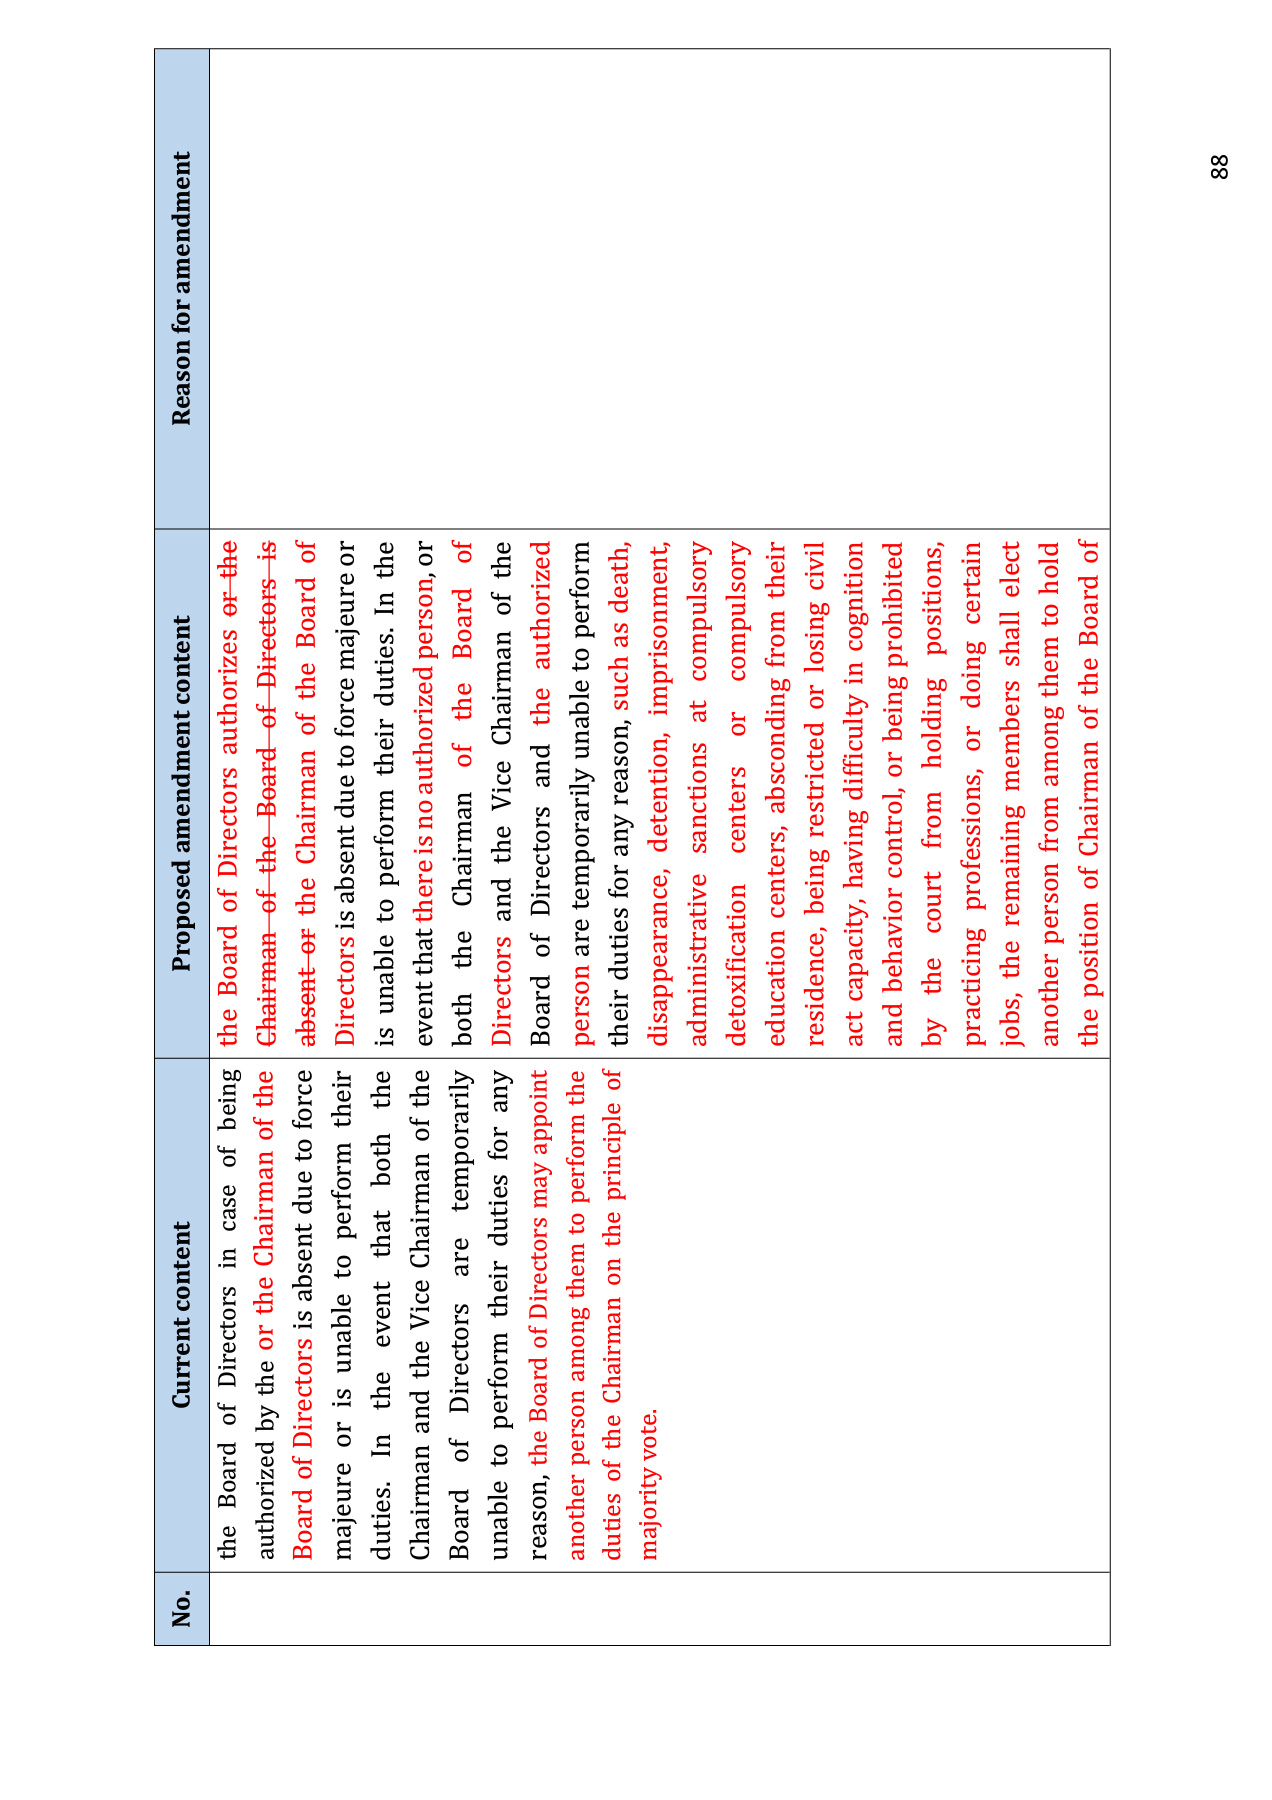 No.
Current content
Proposed amendment content
Reason for amendment
the Board of Directors in case of being
authorized by the or the Chairman of the
Board of Directors is absent due to force
majeure or is unable to perform their
duties. In the event that both the
Chairman and the Vice Chairman of the
Board of Directors are temporarily
unable to perform their duties for any
reason, the Board of Directors may appoint
another person among them to perform the
duties of the Chairman on the principle of
majority vote.
the Board of Directors authorizes or the
Chairman of the Board of Directors is
absent or the Chairman of the Board of
Directors is absent due to force majeure or
is unable to perform their duties. In the
event that there is no authorized person, or
both the Chairman of the Board of
Directors and the Vice Chairman of the
Board of Directors and the authorized
person are temporarily unable to perform
their duties for any reason, such as death,
disappearance, detention, imprisonment,
administrative sanctions at compulsory
detoxification centers or compulsory
education centers, absconding from their
residence, being restricted or losing civil
act capacity, having difficulty in cognition
and behavior control, or being prohibited
by the court from holding positions,
practicing professions, or doing certain
jobs, the remaining members shall elect
another person from among them to hold
the position of Chairman of the Board of
88